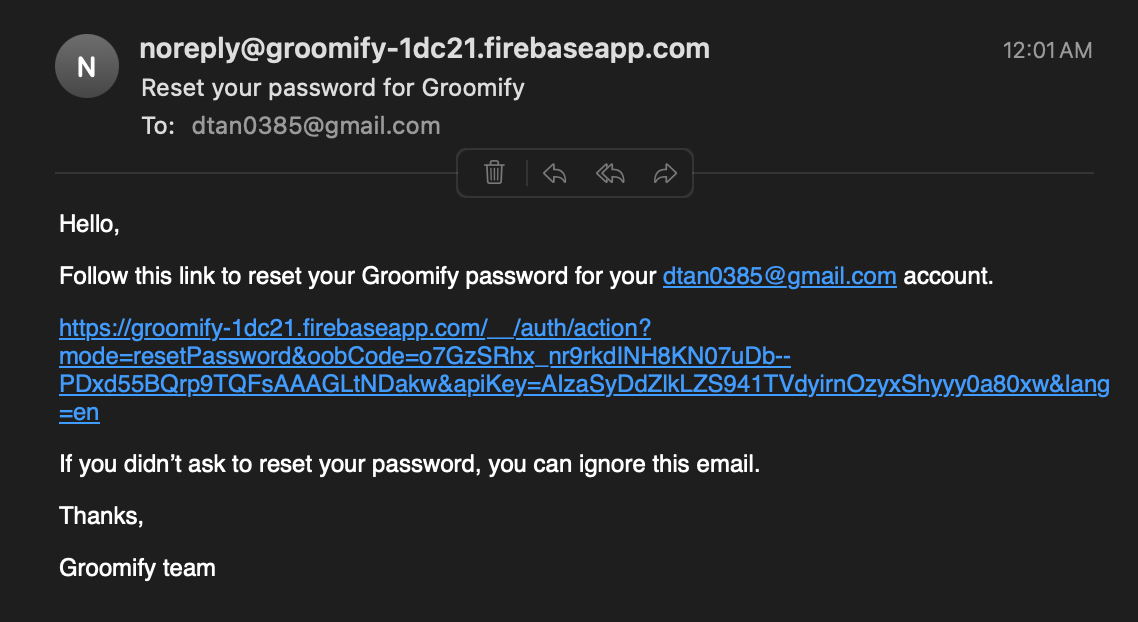 N
noreply@groomify-1dc21.firebaseapp.com
12:01 AM
Reset your password for Groomify
To: dtan0385@gmail.com
Hello,
Follow this link to reset your Groomify password for your dtan0385@gmail.com account.
https://groomify-1dc21.firebaseapp.com/__/auth/action?
mode=resetPassword&oobCode=o7GzSRhx_nr9rkdINH8KN07uDb--
PDxd55BQrp9TQFsAAAGLtNDakw&apiKey=AIzaSyDdZlkLZS941TVdyirnOzyxShyyy0a80xw&lang
=en
If you didn’t ask to reset your password, you can ignore this email.
Thanks,
Groomify team